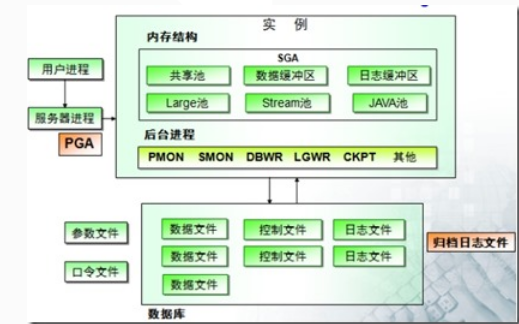 实 例
内存结构
SGA
用户进程
共享池 数据缓冲区 日志缓冲区
服务器进程
Large池 Stream池 JAVA池
PGA
后台进程
PMON SMON DBWR LGWR CKPT 其他
参数文件
数据文件 控制文件 日志文件
归档日志文件
口令文件
数据文件 控制文件 日志文件
数据文件
数据库